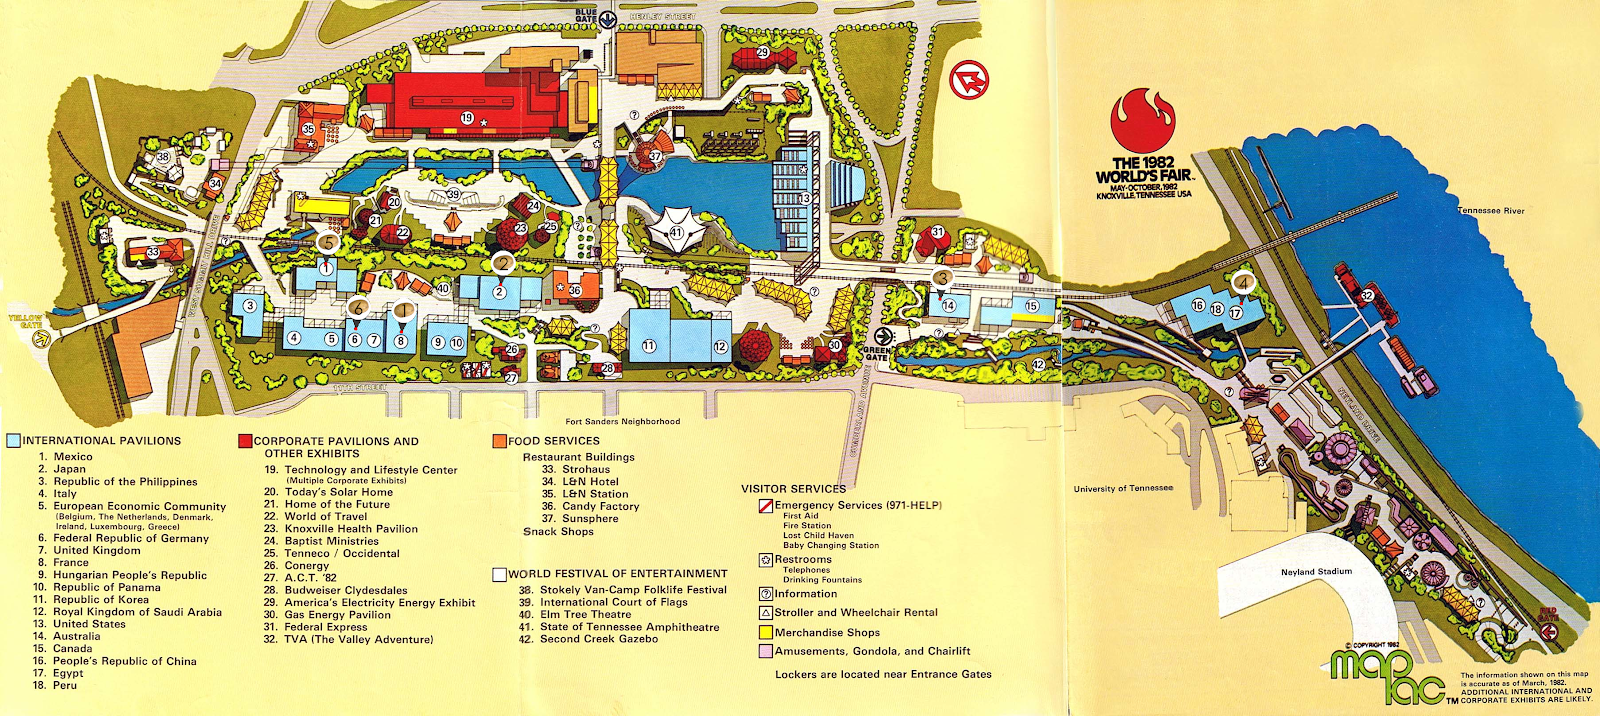 BLUE GATE
HENLEY STREET
THE 1982
WORLD'S FAIR™
MAY-OCTOBER, 1982
KNOXVILLE, TENNESSEE USA
Tennessee River
YELLOW GATE
WEST SUMMIT HILL DRIVE
11TH STREET
GREEN GATE
CUMBERLAND AVENUE
Fort Sanders Neighborhood
NEYLAND DRIVE
University of Tennessee
Neyland Stadium
RED GATE
INTERNATIONAL PAVILIONS
1. Mexico
2. Japan
3. Republic of the Philippines
4. Italy
5. European Economic Community
(Belgium, The Netherlands, Denmark,
Ireland, Luxembourg, Greece)
6. Federal Republic of Germany
7. United Kingdom
8. France
9. Hungarian People's Republic
10. Republic of Panama
11. Republic of Korea
12. Royal Kingdom of Saudi Arabia
13. United States
14. Australia
15. Canada
16. People's Republic of China
17. Egypt
18. Peru
CORPORATE PAVILIONS AND
OTHER EXHIBITS
19. Technology and Lifestyle Center
(Multiple Corporate Exhibits)
20. Today's Solar Home
21. Home of the Future
22. World of Travel
23. Knoxville Health Pavilion
24. Baptist Ministries
25. Tenneco / Occidental
26. Conergy
27. A.C.T. '82
28. Budweiser Clydesdales
29. America's Electricity Energy Exhibit
30. Gas Energy Pavilion
31. Federal Express
32. TVA (The Valley Adventure)
FOOD SERVICES
Restaurant Buildings
33. Strohaus
34. L&N Hotel
35. L&N Station
36. Candy Factory
37. Sunsphere
Snack Shops
WORLD FESTIVAL OF ENTERTAINMENT
38. Stokely Van-Camp Folklife Festival
39. International Court of Flags
40. Elm Tree Theatre
41. State of Tennessee Amphitheatre
42. Second Creek Gazebo
VISITOR SERVICES
Emergency Services (971-HELP)
First Aid
Fire Station
Lost Child Haven
Baby Changing Station
Restrooms
Telephones
Drinking Fountains
Information
Stroller and Wheelchair Rental
Merchandise Shops
Amusements, Gondola, and Chairlift
Lockers are located near Entrance Gates
© COPYRIGHT 1982
map tac™
The information shown on this map
is accurate as of March, 1982.
ADDITIONAL INTERNATIONAL AND
CORPORATE EXHIBITS ARE LIKELY.